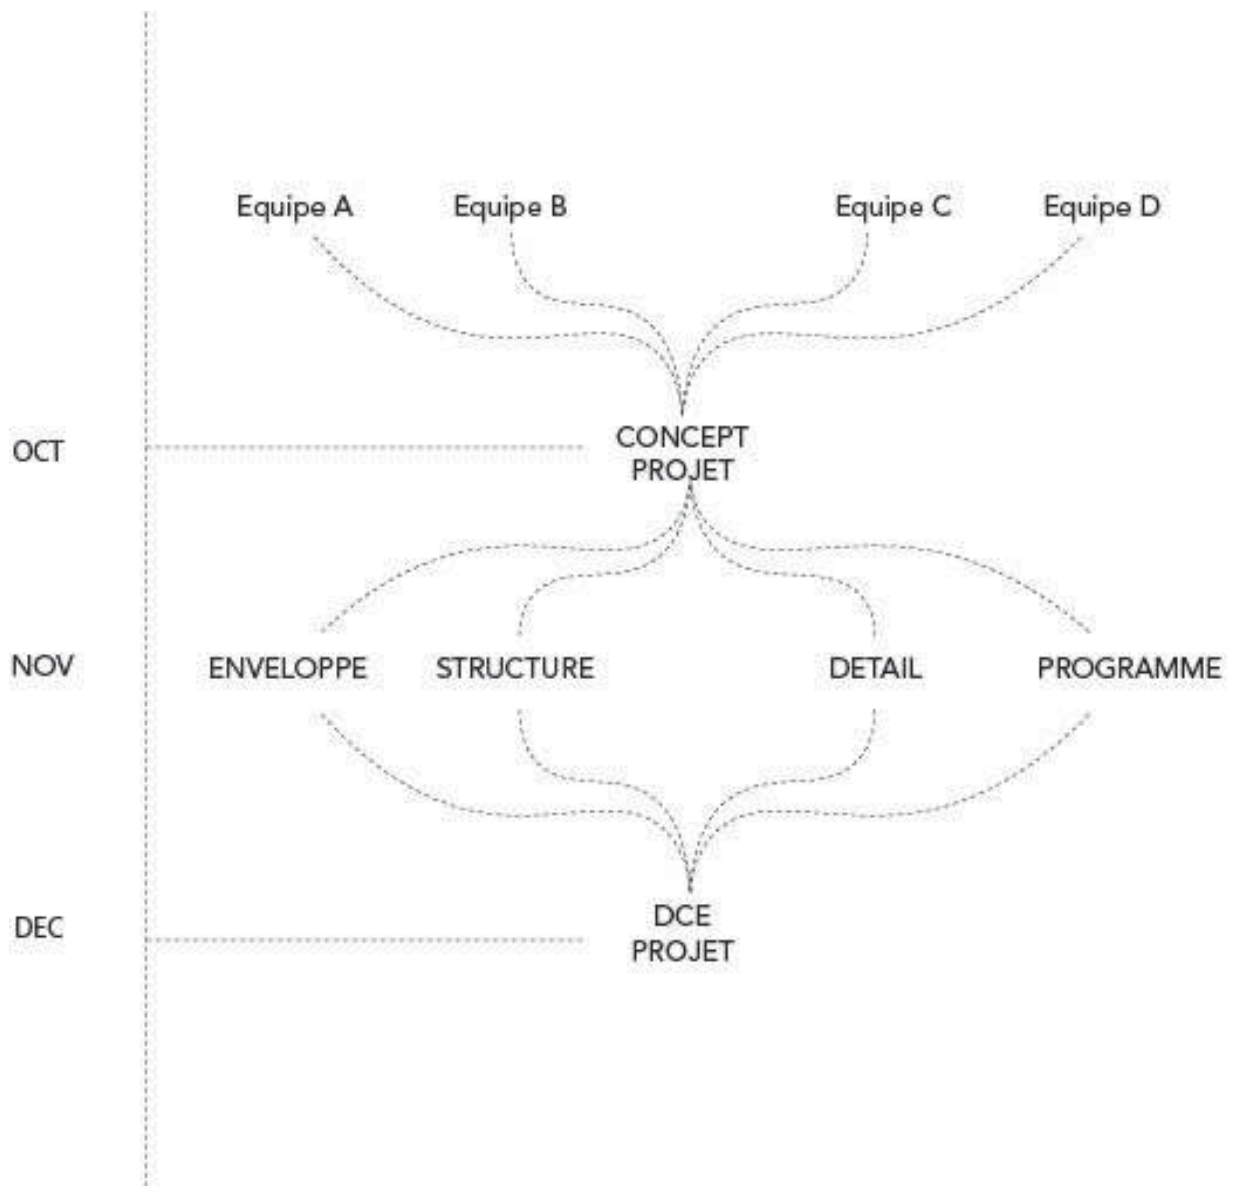 Equipe A
Equipe B
Equipe C
Equipe D
OCT
CONCEPT
PROJET
NOV
ENVELOPPE
STRUCTURE
DETAIL
PROGRAMME
DEC
DCE
PROJET